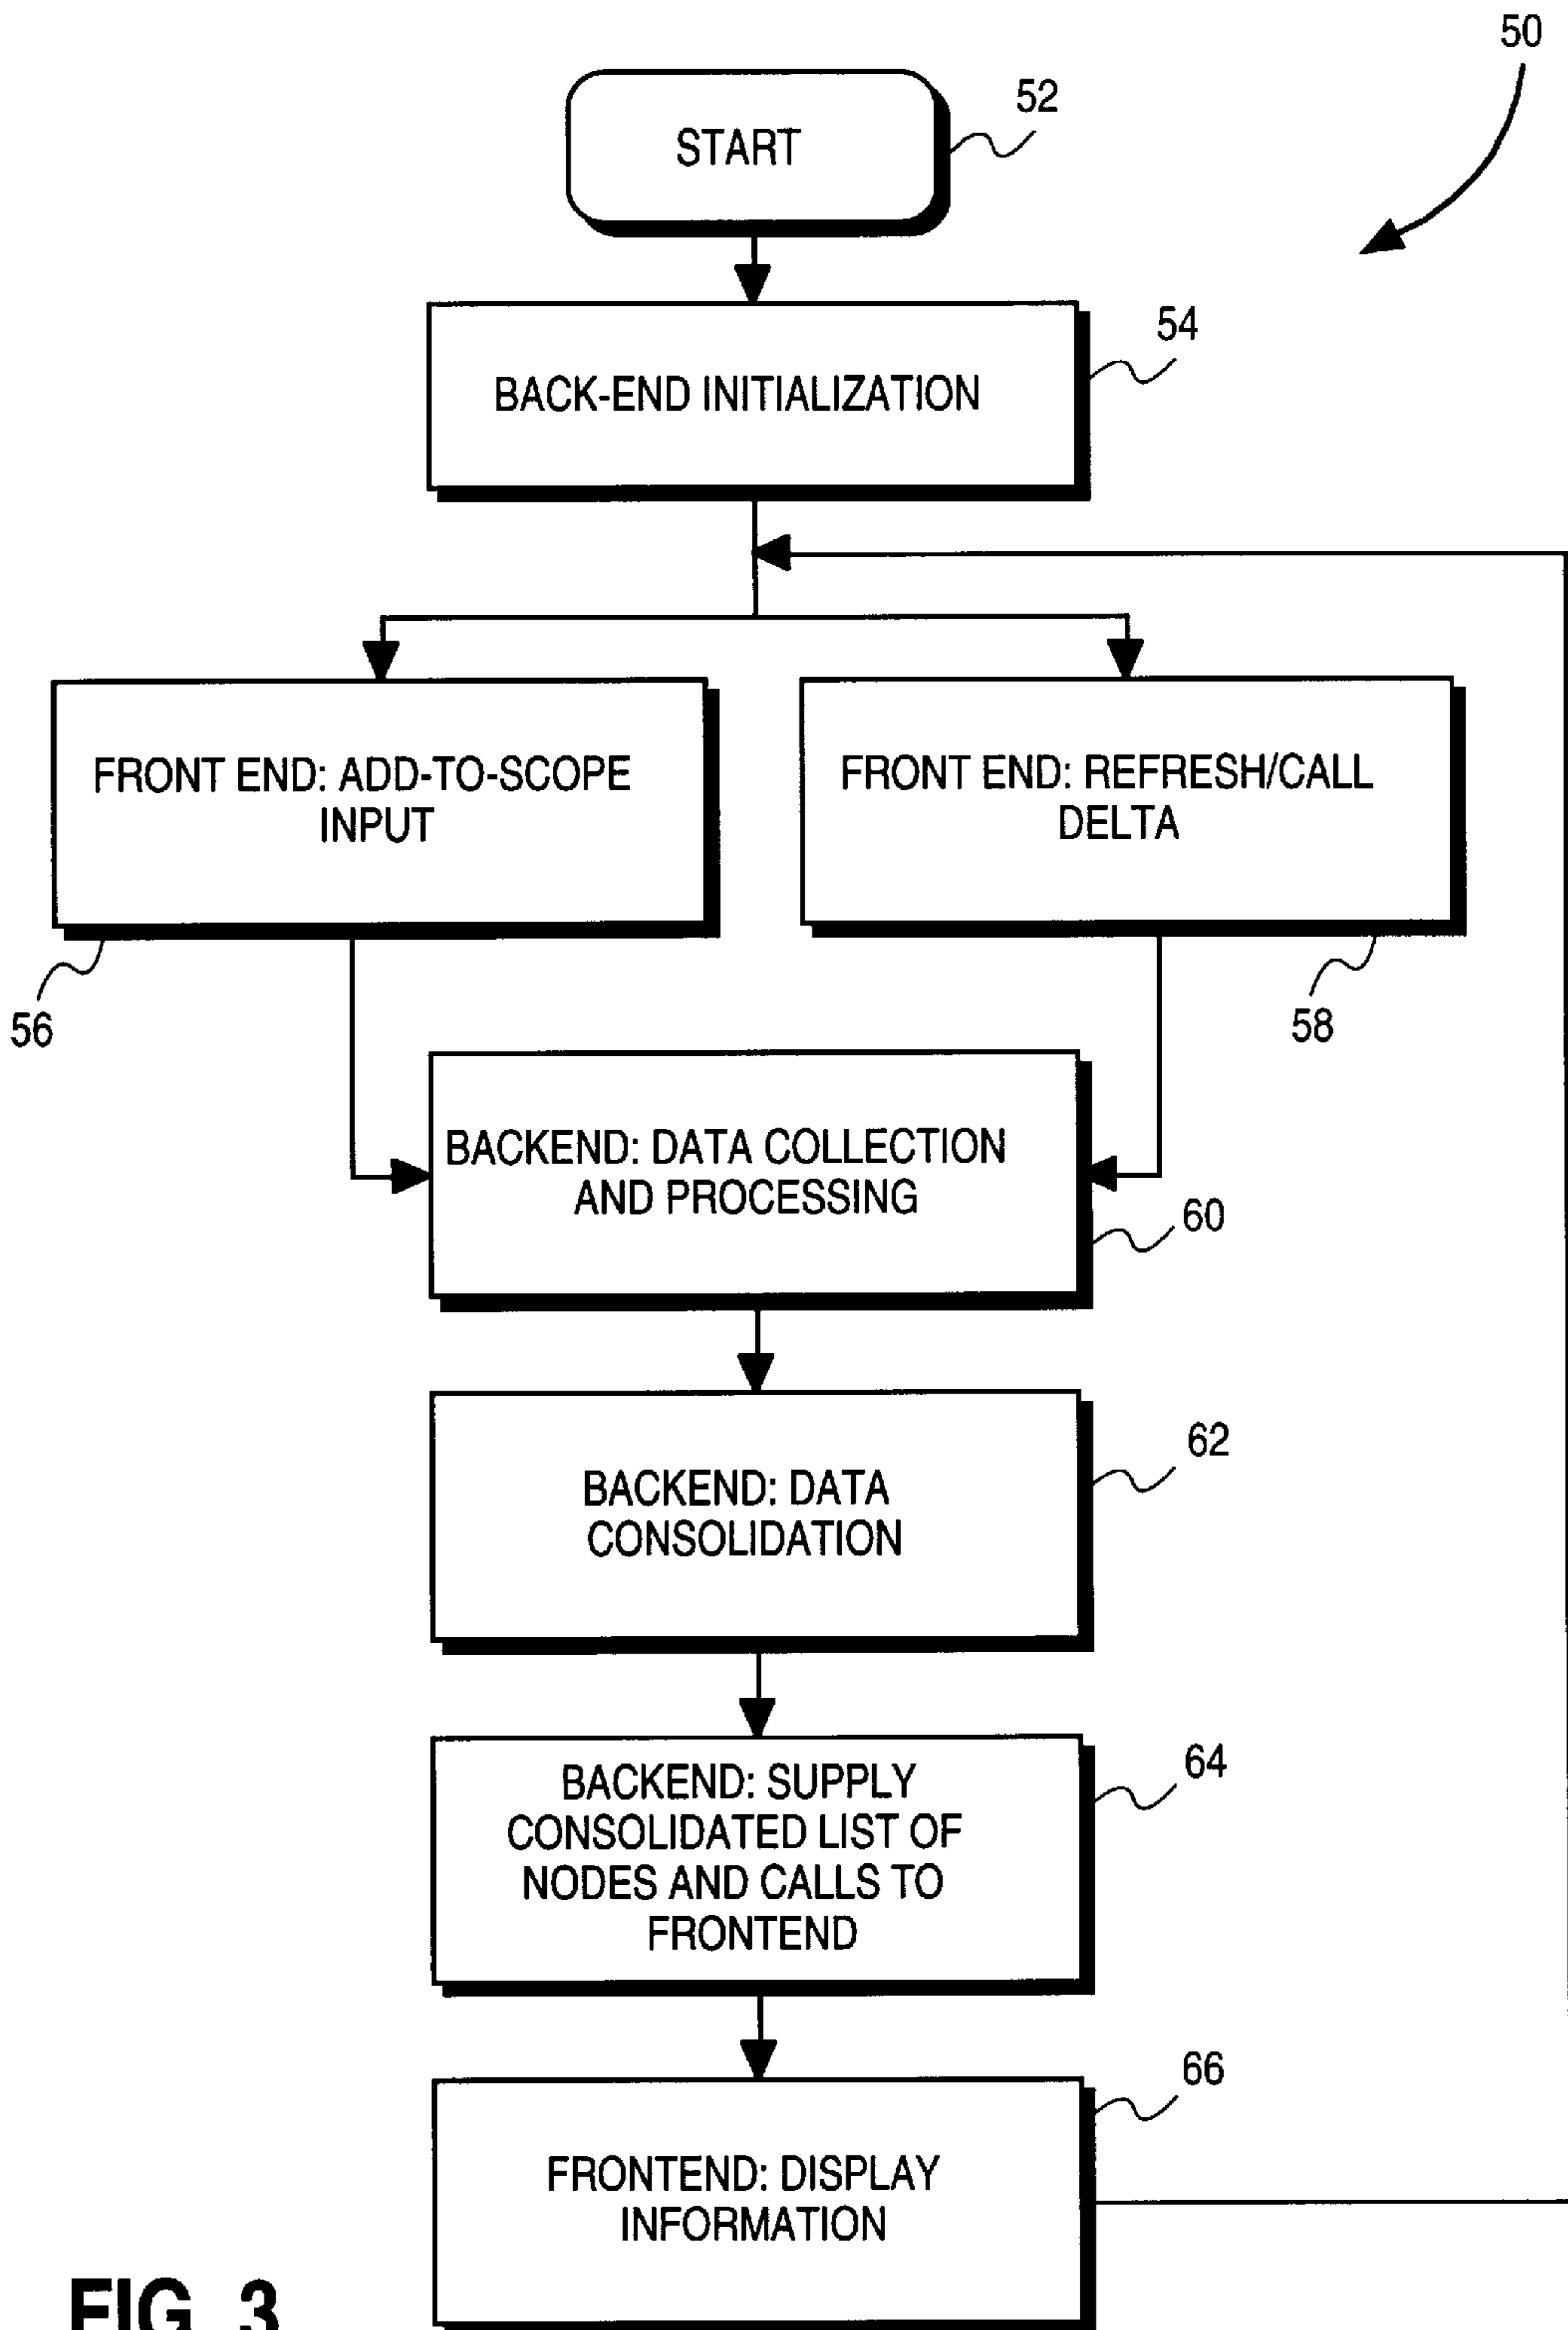 50
START
52
BACK-END INITIALIZATION
54
FRONT END: ADD-TO-SCOPE
INPUT
56
FRONT END: REFRESH/CALL
DELTA
58
BACKEND: DATA COLLECTION
AND PROCESSING
60
BACKEND: DATA
CONSOLIDATION
62
BACKEND: SUPPLY
CONSOLIDATED LIST OF
NODES AND CALLS TO
FRONTEND
64
FRONTEND: DISPLAY
INFORMATION
66
FIG. 3